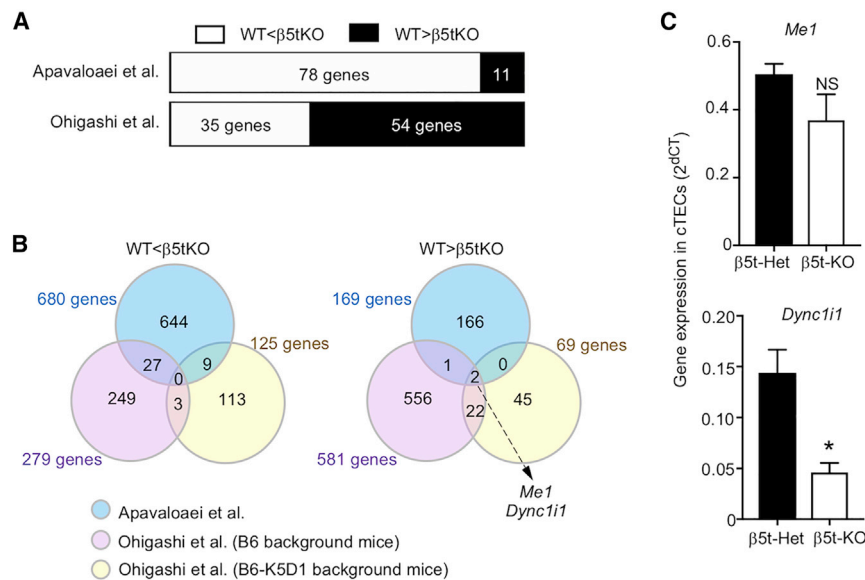 A
WT<β5tKO WT>β5tKO
Apavaloaei et al. 78 genes 11
Ohigashi et al. 35 genes 54 genes
B
WT<β5tKO
680 genes
644
125 genes
27 9
0
249 3 113
279 genes
WT>β5tKO
169 genes
166
69 genes
1 0
2
556 22 45
581 genes
Me1
Dync1i1
Apavaloaei et al.
Ohigashi et al. (B6 background mice)
Ohigashi et al. (B6-K5D1 background mice)
C
Gene expression in cTECs (2^dCT)
Me1
0.6
NS
0.4
0.2
0
β5t-Het β5t-KO
Dync1i1
0.20
0.15
0.10
*
0.05
0
β5t-Het β5t-KO